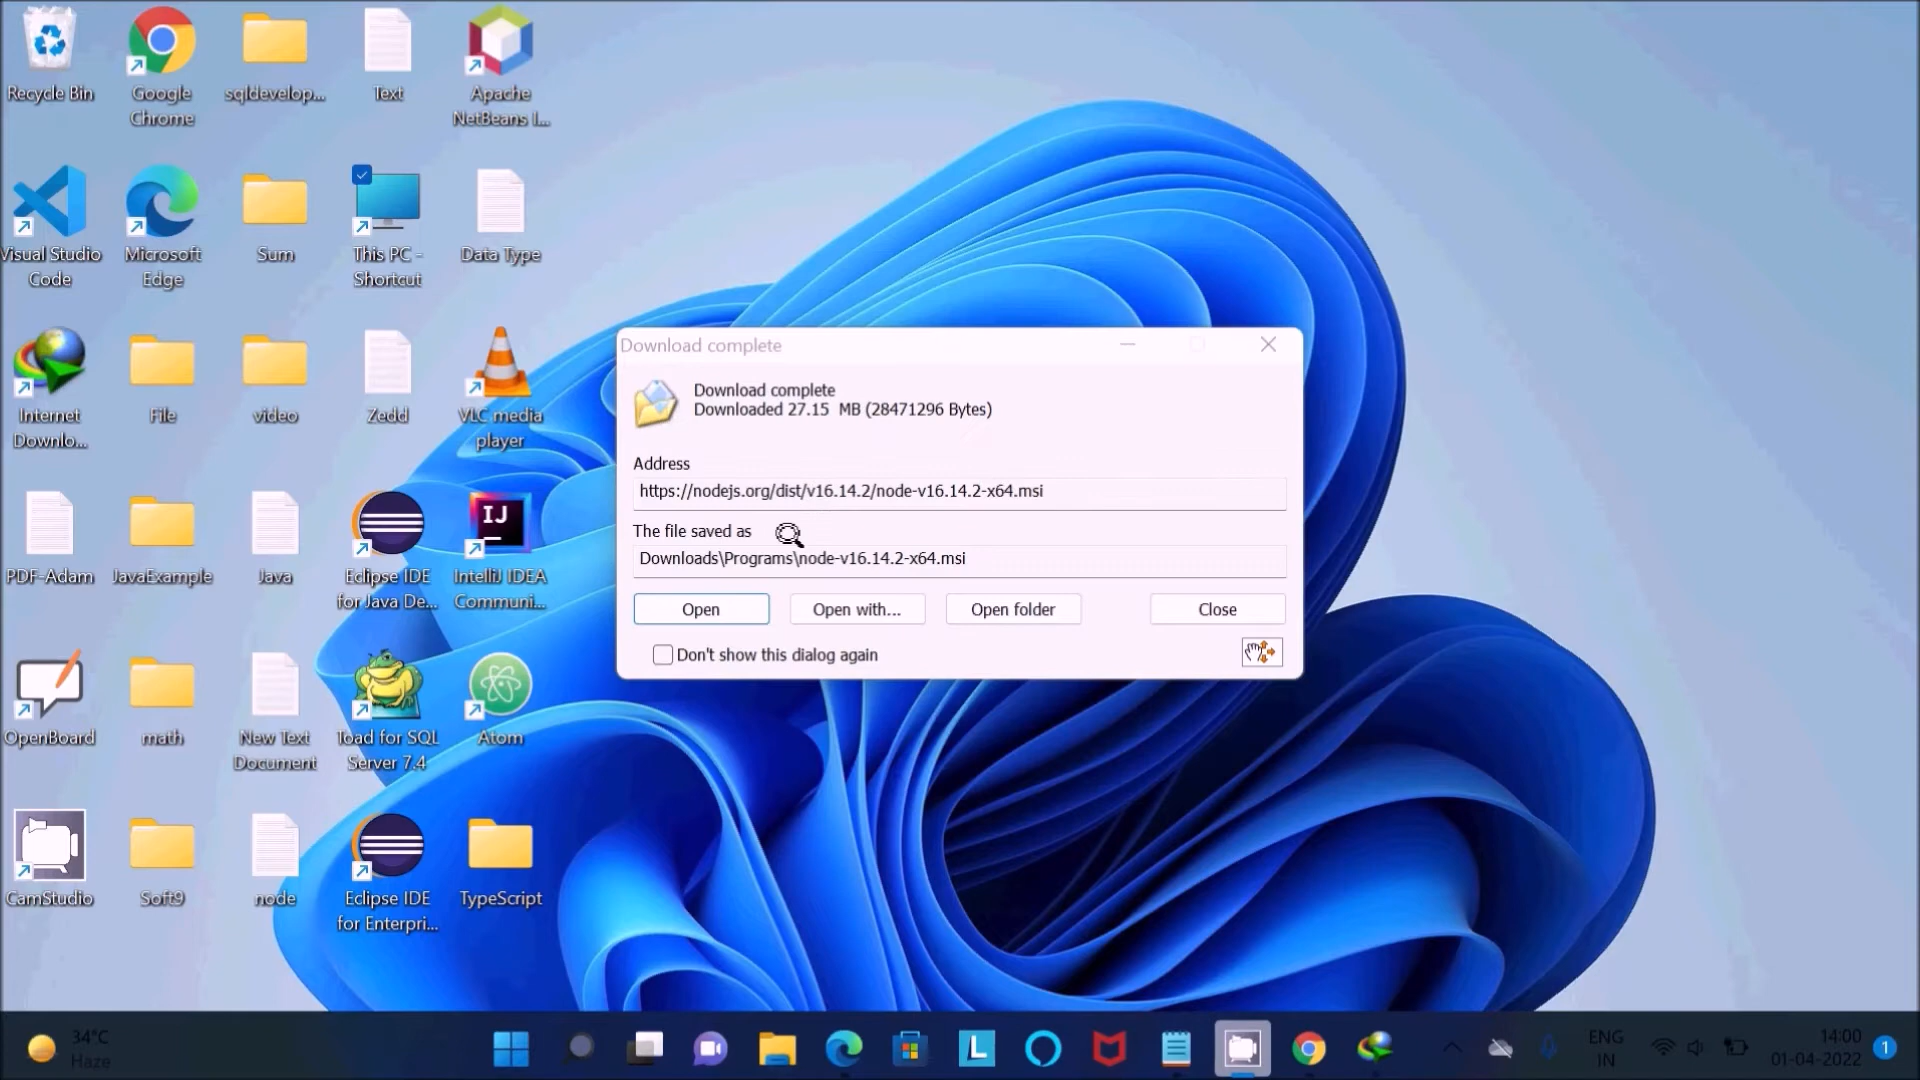 Recycle Bin
Google
Chrome
sqldevelop...
Text
Apache
NetBeans I...
Visual Studio
Code
Microsoft
Edge
Sum
This PC -
Shortcut
Data Type
Internet
Downlo...
File
video
Zedd
VLC media
player
PDF-Adam
JavaExample
Java
Eclipse IDE
for Java De...
IJ
IntelliJ IDEA
Communi...
OpenBoard
math
New Text
Document
Toad for SQL
Server 7.4
Atom
CamStudio
Soft9
node
Eclipse IDE
for Enterpri...
TypeScript
Download complete
Download complete
Downloaded 27.15 MB (28471296 Bytes)
Address
https://nodejs.org/dist/v16.14.2/node-v16.14.2-x64.msi
The file saved as
Downloads\Programs\node-v16.14.2-x64.msi
Open
Open with...
Open folder
Close
Don't show this dialog again
34°C
Haze
L
ENG
IN
14:00
01-04-2022
1